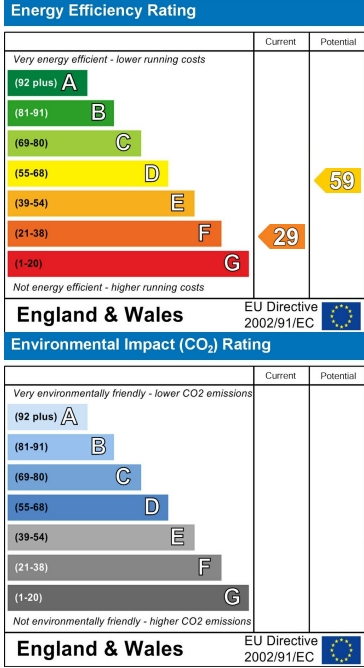 Energy Efficiency Rating
Current Potential
Very energy efficient - lower running costs
(92 plus) A
(81-91) B
(69-80) C
(55-68) D
59
(39-54) E
(21-38) F
29
(1-20) G
Not energy efficient - higher running costs
England & Wales
EU Directive
2002/91/EC
Environmental Impact (CO₂) Rating
Current Potential
Very environmentally friendly - lower CO2 emissions
(92 plus) A
(81-91) B
(69-80) C
(55-68) D
(39-54) E
(21-38) F
(1-20) G
Not environmentally friendly - higher CO2 emissions
England & Wales
EU Directive
2002/91/EC